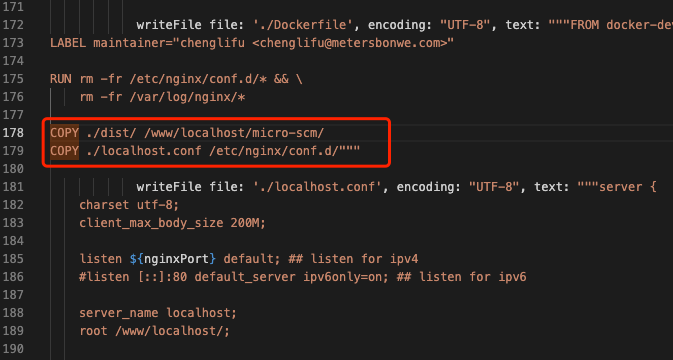 171
172 writeFile file: './Dockerfile', encoding: "UTF-8", text: """FROM docker-de
173 LABEL maintainer="chenglifu <chenglifu@metersbonwe.com>"
174
175 RUN rm -fr /etc/nginx/conf.d/* && \
176 rm -fr /var/log/nginx/*
177
178 COPY ./dist/ /www/localhost/micro-scm/
179 COPY ./localhost.conf /etc/nginx/conf.d/"""
180
181 writeFile file: './localhost.conf', encoding: "UTF-8", text: """server {
182 charset utf-8;
183 client_max_body_size 200M;
184
185 listen ${nginxPort} default; ## listen for ipv4
186 #listen [::]:80 default_server ipv6only=on; ## listen for ipv6
187
188 server_name localhost;
189 root /www/localhost/;
190